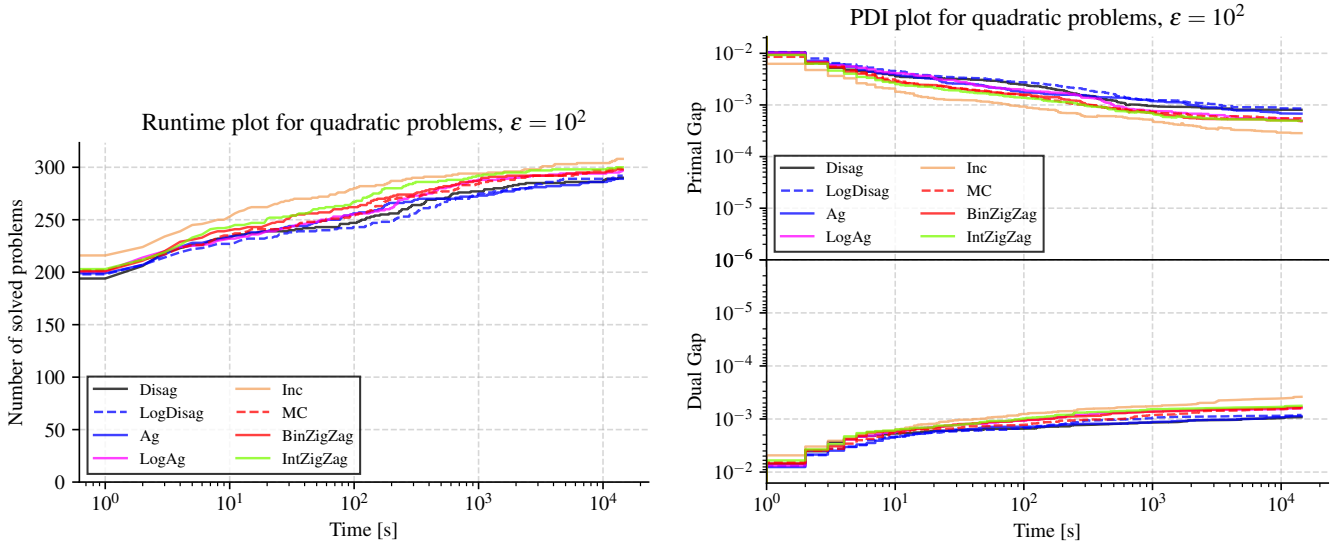 Runtime plot for quadratic problems, ε = 10²
Number of solved problems
300
250
200
150
100
50
0
Disag
LogDisag
Ag
LogAg
Inc
MC
BinZigZag
IntZigZag
10⁰
10¹
10²
10³
10⁴
Time [s]
PDI plot for quadratic problems, ε = 10²
Primal Gap
10⁻²
10⁻³
10⁻⁴
10⁻⁵
10⁻⁶
Disag
LogDisag
Ag
LogAg
Inc
MC
BinZigZag
IntZigZag
Dual Gap
10⁻⁵
10⁻⁴
10⁻³
10⁻²
10⁰
10¹
10²
10³
10⁴
Time [s]